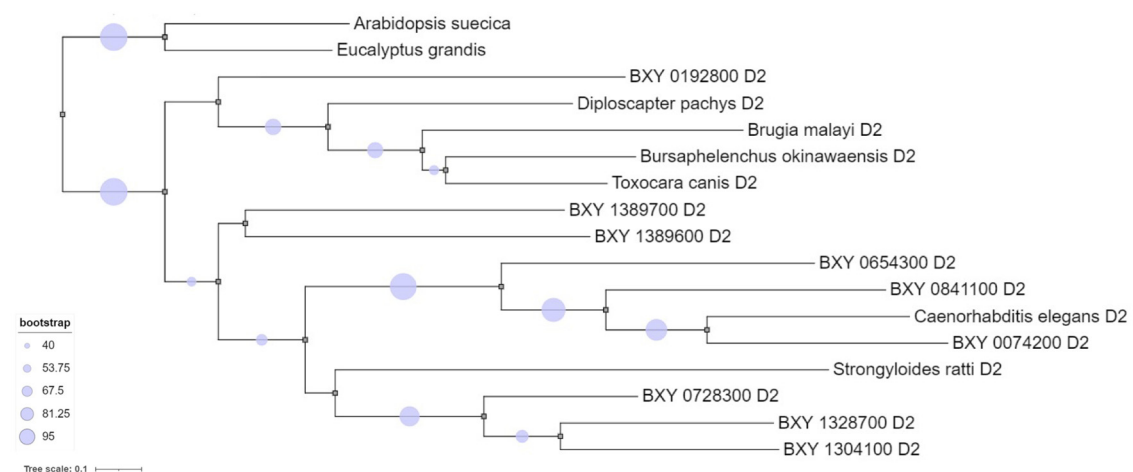 Arabidopsis suecica
Eucalyptus grandis
BXY 0192800 D2
Diploscapter pachys D2
Brugia malayi D2
Bursaphelenchus okinawaensis D2
Toxocara canis D2
BXY 1389700 D2
BXY 1389600 D2
BXY 0654300 D2
BXY 0841100 D2
Caenorhabditis elegans D2
BXY 0074200 D2
Strongyloides ratti D2
BXY 0728300 D2
BXY 1328700 D2
BXY 1304100 D2
bootstrap
40
53.75
67.5
81.25
95
Tree scale: 0.1